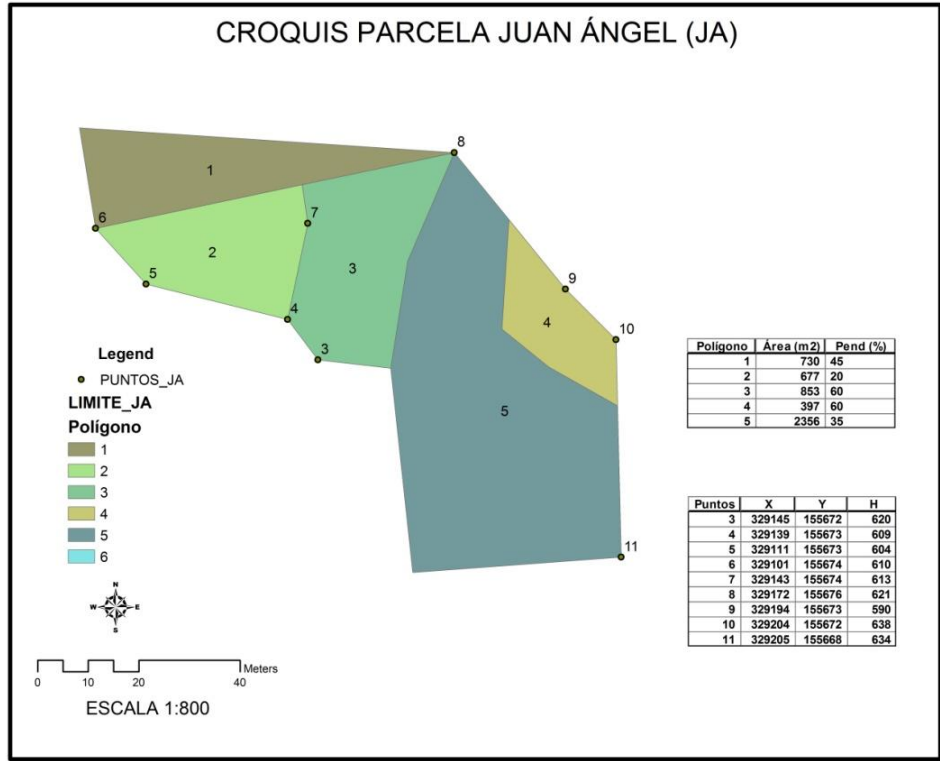 CROQUIS PARCELA JUAN ÁNGEL (JA)
8
1
6
7
2
3
5
9
4
4
10
3
Legend
PUNTOS_JA
LIMITE_JA
Polígono
1
2
3
4
5
6
5
11
Polígono Área (m2) Pend (%)
1 730 45
2 677 20
3 853 60
4 397 60
5 2356 35
Puntos X Y H
3 329145 155672 620
4 329139 155673 609
5 329111 155673 604
6 329101 155674 610
7 329143 155674 613
8 329172 155676 621
9 329194 155673 590
10 329204 155672 638
11 329205 155668 634
N
W E
S
Meters
0 10 20 40
ESCALA 1:800